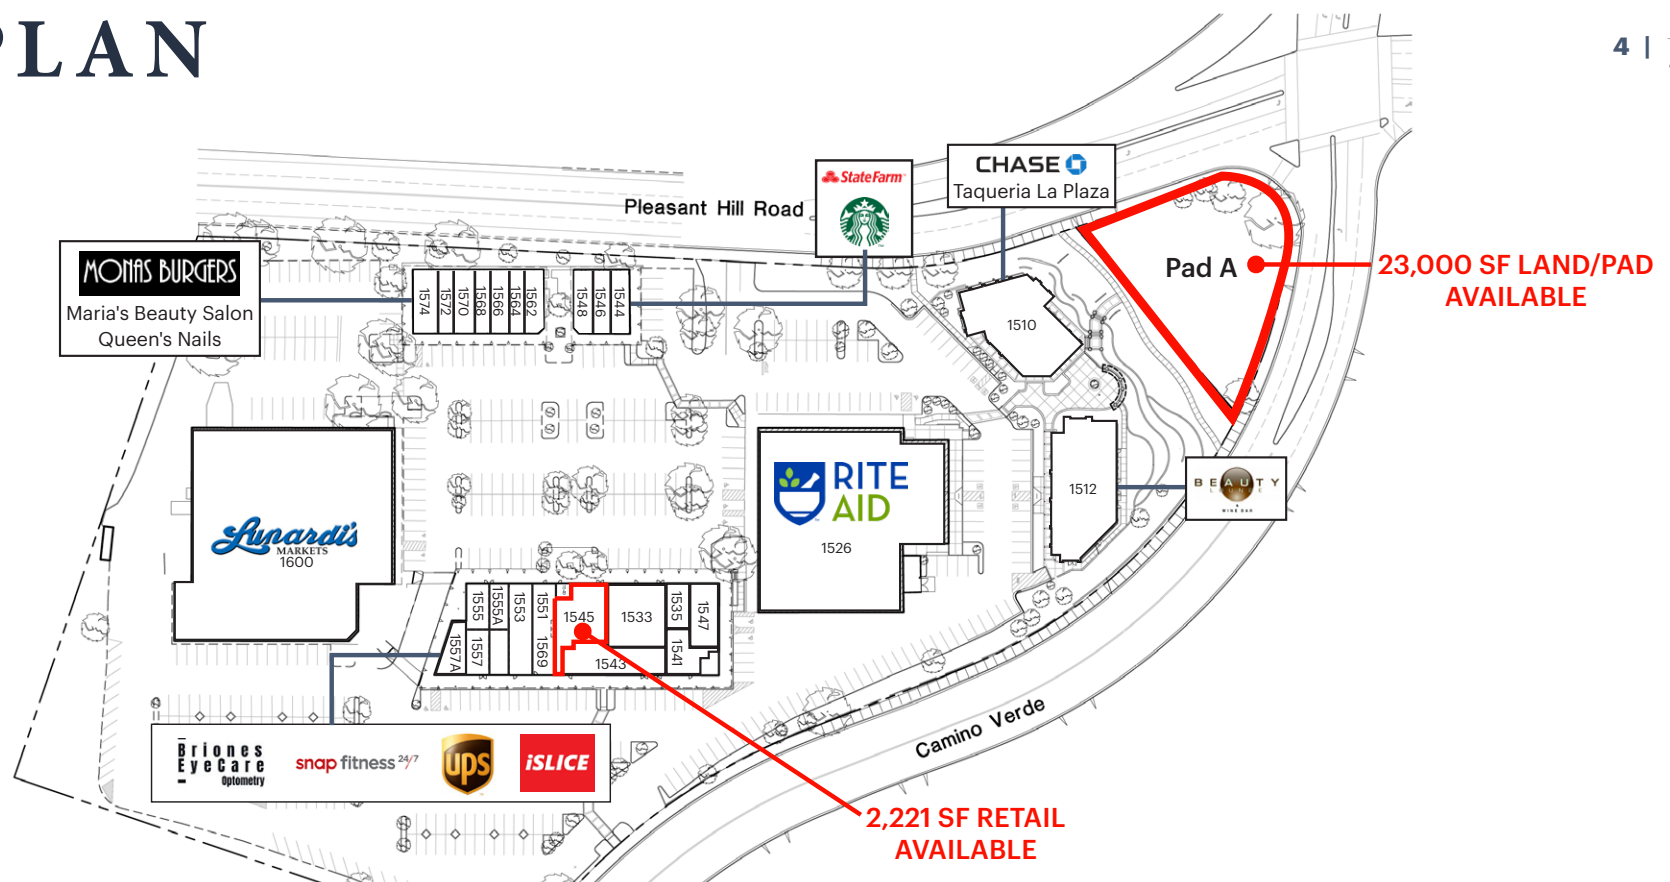 PLAN
4 |
StateFarm
CHASE
Taqueria La Plaza
Pleasant Hill Road
MONAS BURGERS
Maria's Beauty Salon
Queen's Nails
Pad A
23,000 SF LAND/PAD
AVAILABLE
1574
1572
1570
1568
1566
1564
1562
1548
1546
1544
1510
RITE
AID
1526
1512
BEAUTY
LOUNGE
&
WINE BAR
Lunardi's
MARKETS
1600
1555
1555A
1553
1551
1545
1533
1535
1547
1557A
1557
1569
1543
1541
Camino Verde
Briones
EyeCare
Optometry
snap fitness 24/7
ups
iSLICE
2,221 SF RETAIL
AVAILABLE